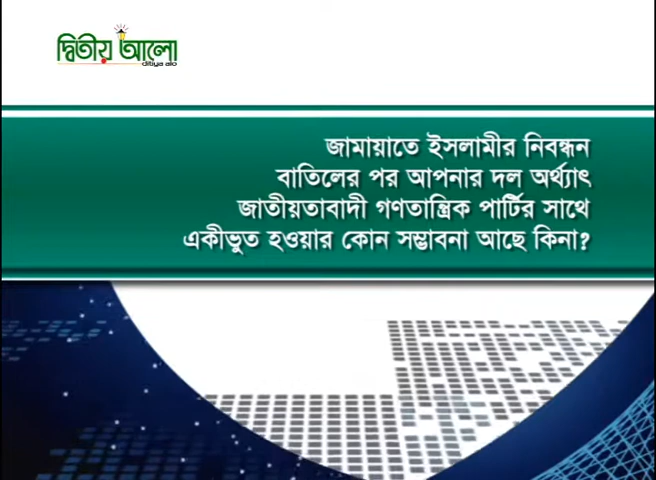 দ্বিতীয় আলো
ditiya alo
জামায়াতে ইসলামীর নিবন্ধন
বাতিলের পর আপনার দল অর্থ্যাৎ
জাতীয়তাবাদী গণতান্ত্রিক পার্টির সাথে
একীভুত হওয়ার কোন সম্ভাবনা আছে কিনা?